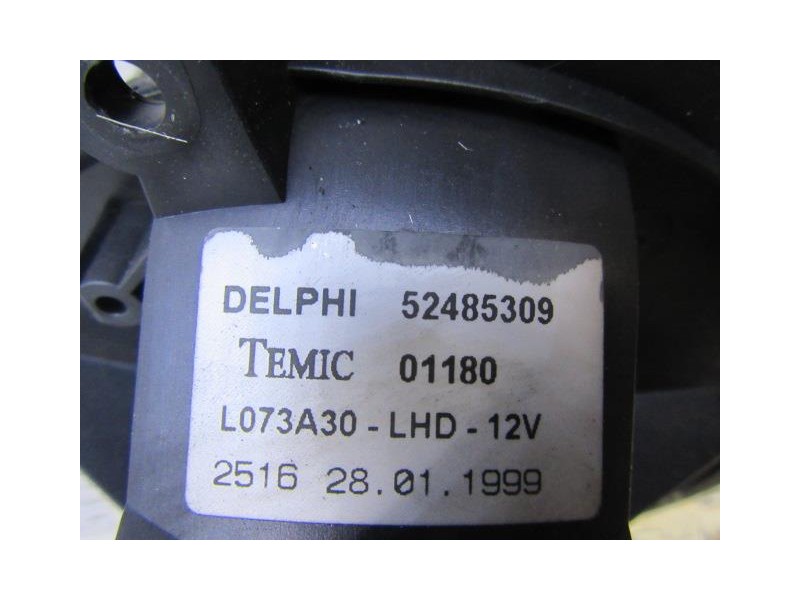 DELPHI 52485309
TEMIC 01180
L073A30 - LHD - 12V
2516 28.01.1999